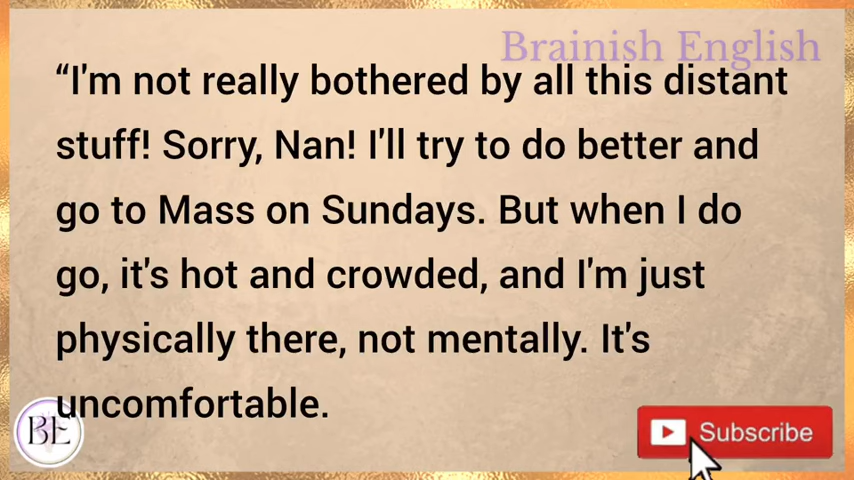 Brainish English
“I'm not really bothered by all this distant
stuff! Sorry, Nan! I'll try to do better and
go to Mass on Sundays. But when I do
go, it's hot and crowded, and I'm just
physically there, not mentally. It's
uncomfortable.
BE
Subscribe